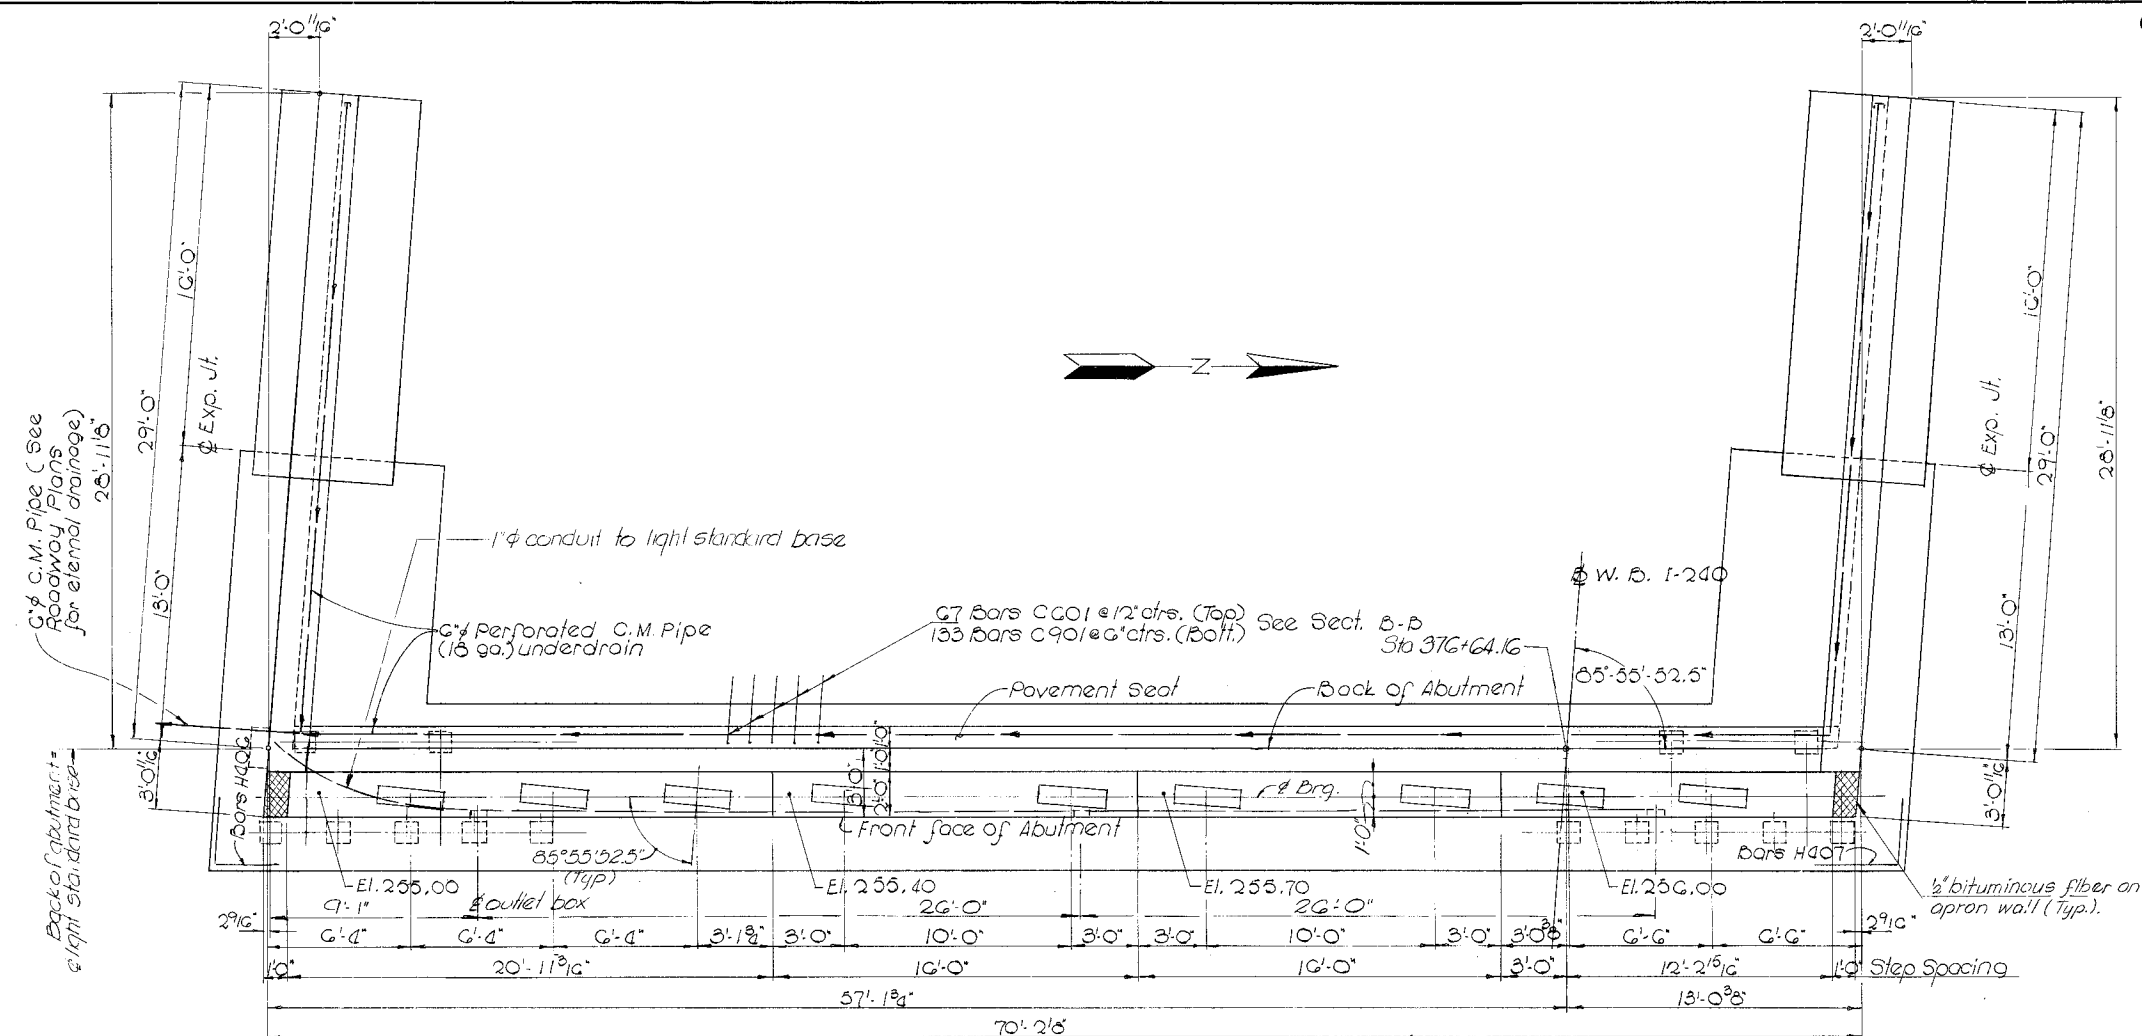 2'-0 11/16"
2'-0 11/16"
16'-0"
29'-0"
28'-11 1/8"
℄ Exp. Jt.
13'-0"
6"φ C.M. Pipe (See
Roadway Plans
for eternal drainage)
N
℄ Exp. Jt.
16'-0"
29'-0"
28'-11 1/8"
13'-0"
1"φ conduit to light standard base
6"φ Perforated C.M. Pipe
(18 ga.) underdrain
67 Bars C601 @ 12" ctrs. (Top)
133 Bars C901 @ 6" ctrs. (Bott.)
See Sect. B-B
W. B. I-240
Sta 376+64.16
85°-55'-52.5"
Pavement Seat
Back of Abutment
3'-0 11/16"
Back of abutment =
℄ light standard base
Bars H406
1'-0"
1'-0"
2'-0"
3'-0"
℄ Brg.
1'-0"
3'-0 11/16"
Front face of Abutment
85°55'52.5"
(Typ)
Bars H407
El. 255.00
El. 255.40
El. 255.70
El. 256.00
1/2" bituminous fiber on
apron wall (Typ.).
9'-1"
℄ outlet box
26'-0"
26'-0"
2 9/16"
2 9/16"
6'-4"
6'-4"
6'-4"
3'-1 3/4"
3'-0"
10'-0"
3'-0"
3'-0"
10'-0"
3'-0"
3'-0 3/8"
6'-6"
6'-6"
1'-0"
20'-11 3/16"
16'-0"
16'-0"
3'-0"
12'-2 15/16"
1'-0"
Step Spacing
57'-1 3/4"
13'-0 3/8"
70'-2 1/8"